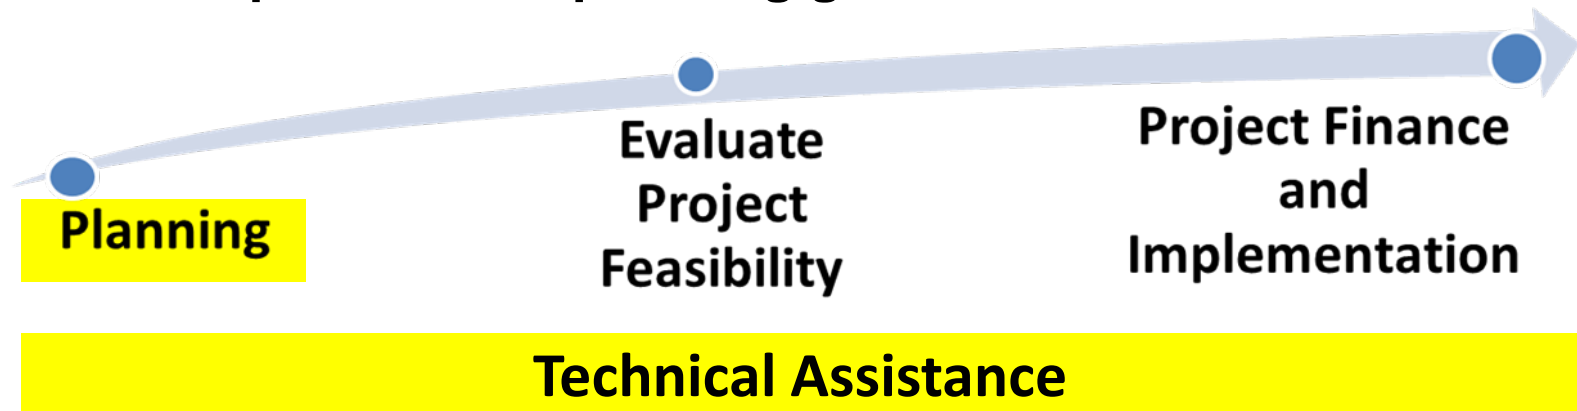 Planning
Evaluate
Project
Feasibility
Project Finance
and
Implementation
Technical Assistance